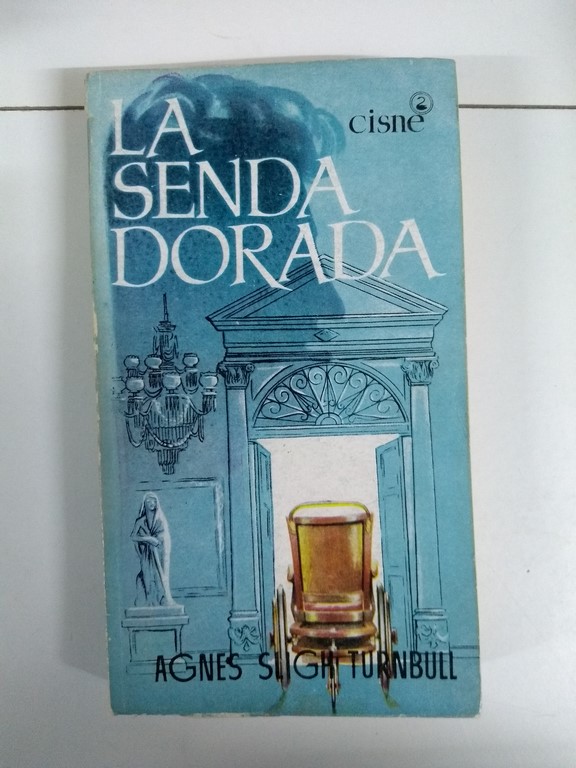 LA
SENDA
DORADA
cisne
2
AGNES SLIGH TURNBULL